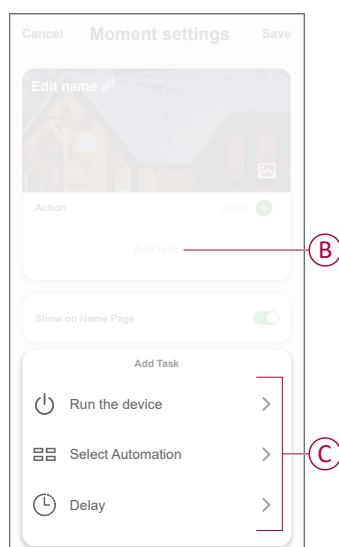 Cancel Moment settings Save
Edit name
Action
Add Task
B
Show on Home Page
Add Task
Run the device
Select Automation
C
Delay